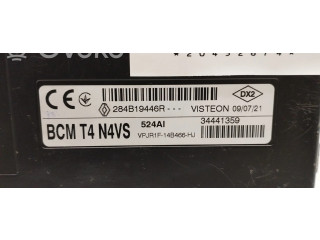 CE 284B19446R--- VISTEON 09/07/21 DX2
BCM T4 N4VS 524AI 34441359
VFJR1F-14B466-HJ